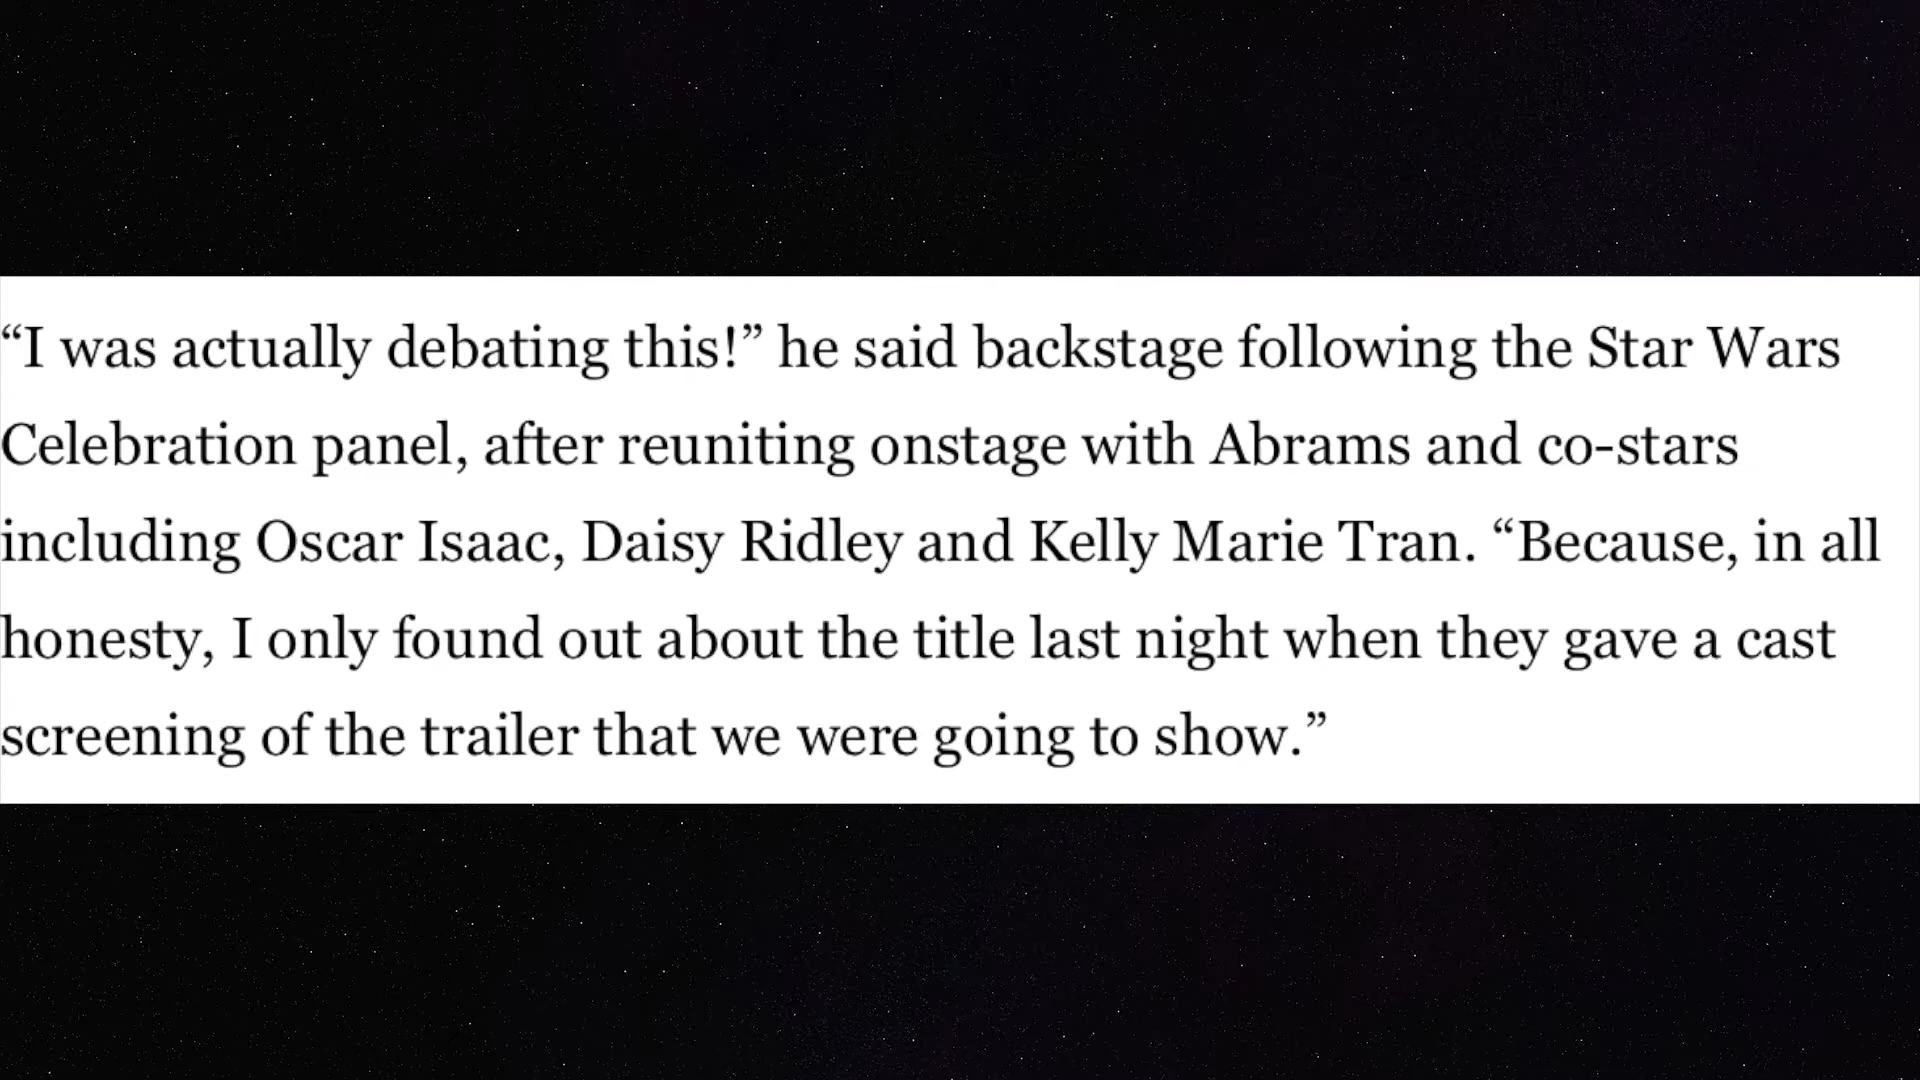 “I was actually debating this!” he said backstage following the Star Wars
Celebration panel, after reuniting onstage with Abrams and co-stars
including Oscar Isaac, Daisy Ridley and Kelly Marie Tran. “Because, in all
honesty, I only found out about the title last night when they gave a cast
screening of the trailer that we were going to show.”